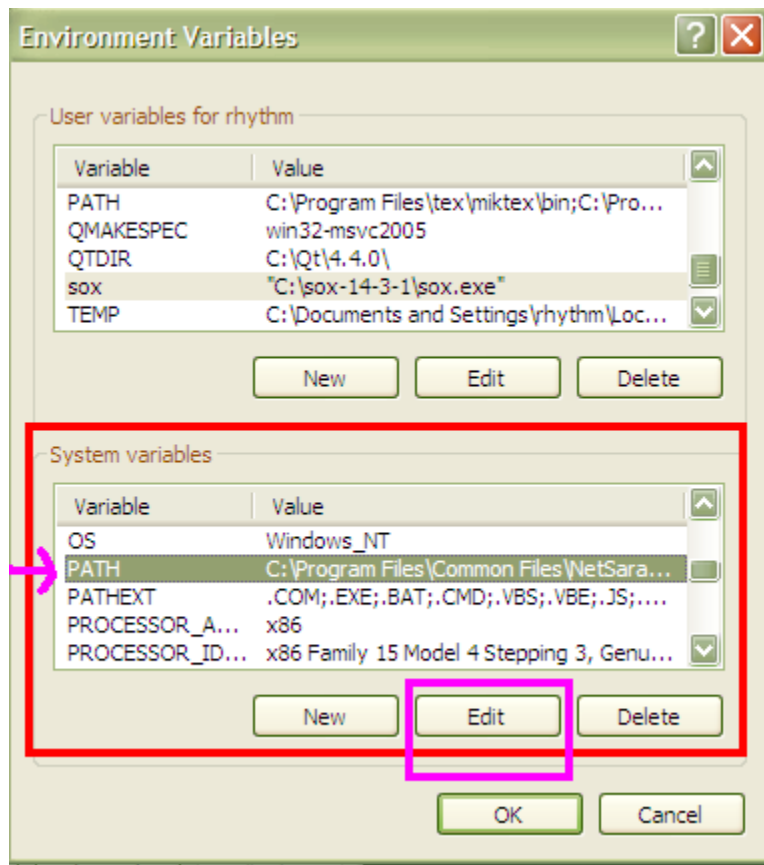 Environment Variables
User variables for rhythm
Variable Value
PATH C:\Program Files\tex\miktex\bin;C:\Pro...
QMAKESPEC win32-msvc2005
QTDIR C:\Qt\4.4.0\
sox "C:\sox-14-3-1\sox.exe"
TEMP C:\Documents and Settings\rhythm\Loc...
New Edit Delete
System variables
Variable Value
OS Windows_NT
PATH C:\Program Files\Common Files\NetSara...
PATHEXT .COM;.EXE;.BAT;.CMD;.VBS;.VBE;.JS;....
PROCESSOR_A... x86
PROCESSOR_ID... x86 Family 15 Model 4 Stepping 3, Genu...
New Edit Delete
OK Cancel